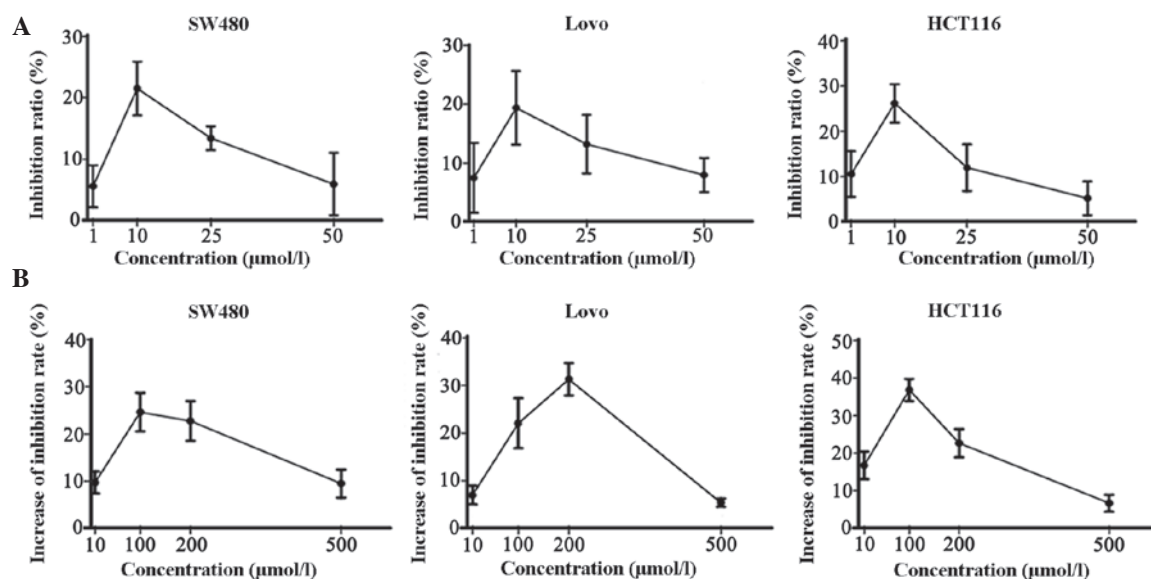 A
SW480
Inhibition ratio (%)
30
20
10
0
1 10 25 50
Concentration (μmol/l)
Lovo
Inhibition ratio (%)
30
20
10
0
1 10 25 50
Concentration (μmol/l)
HCT116
Inhibition ratio (%)
40
30
20
10
0
1 10 25 50
Concentration (μmol/l)
B
SW480
Increase of inhibition rate (%)
40
30
20
10
0
10 100 200 500
Concentration (μmol/l)
Lovo
Increase of inhibition rate (%)
40
30
20
10
0
10 100 200 500
Concentration (μmol/l)
HCT116
Increase of inhibition rate (%)
50
40
30
20
10
0
10 100 200 500
Concentration (μmol/l)